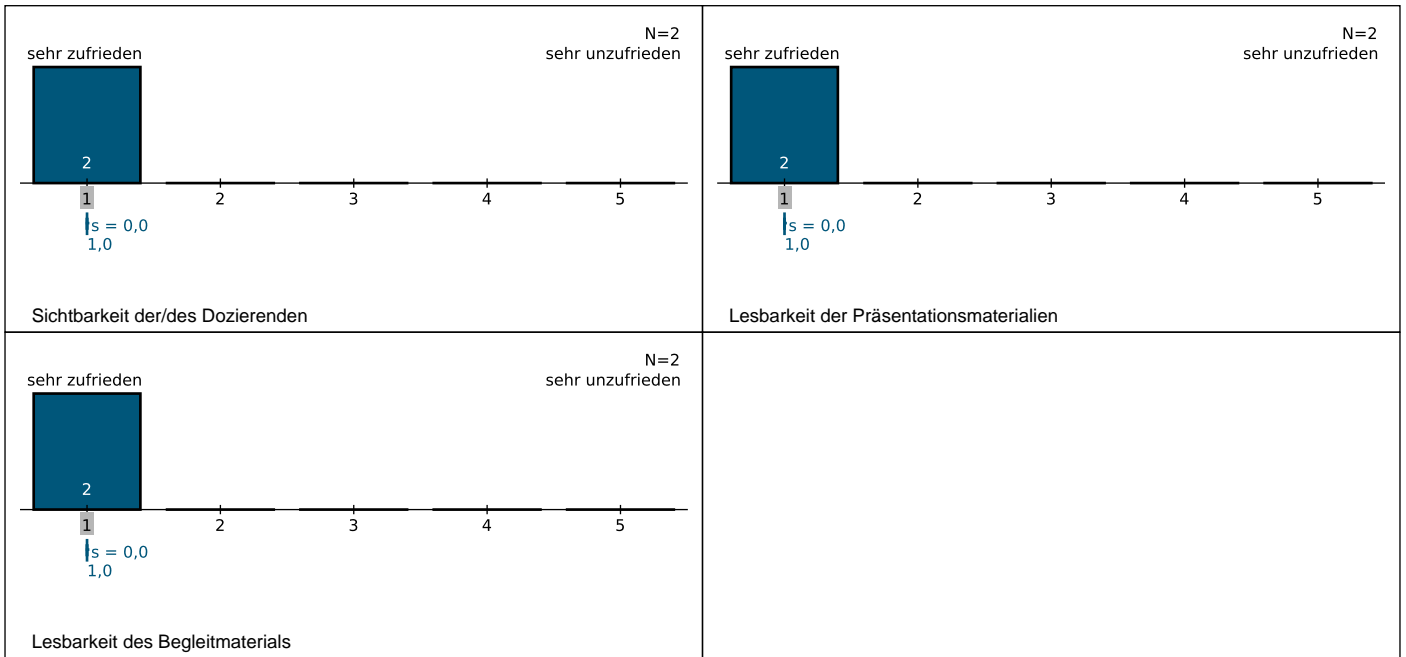 N=2
sehr zufrieden sehr unzufrieden
2
1 2 3 4 5
s = 0,0
1,0
Sichtbarkeit der/des Dozierenden
N=2
sehr zufrieden sehr unzufrieden
2
1 2 3 4 5
s = 0,0
1,0
Lesbarkeit der Präsentationsmaterialien
N=2
sehr zufrieden sehr unzufrieden
2
1 2 3 4 5
s = 0,0
1,0
Lesbarkeit des Begleitmaterials